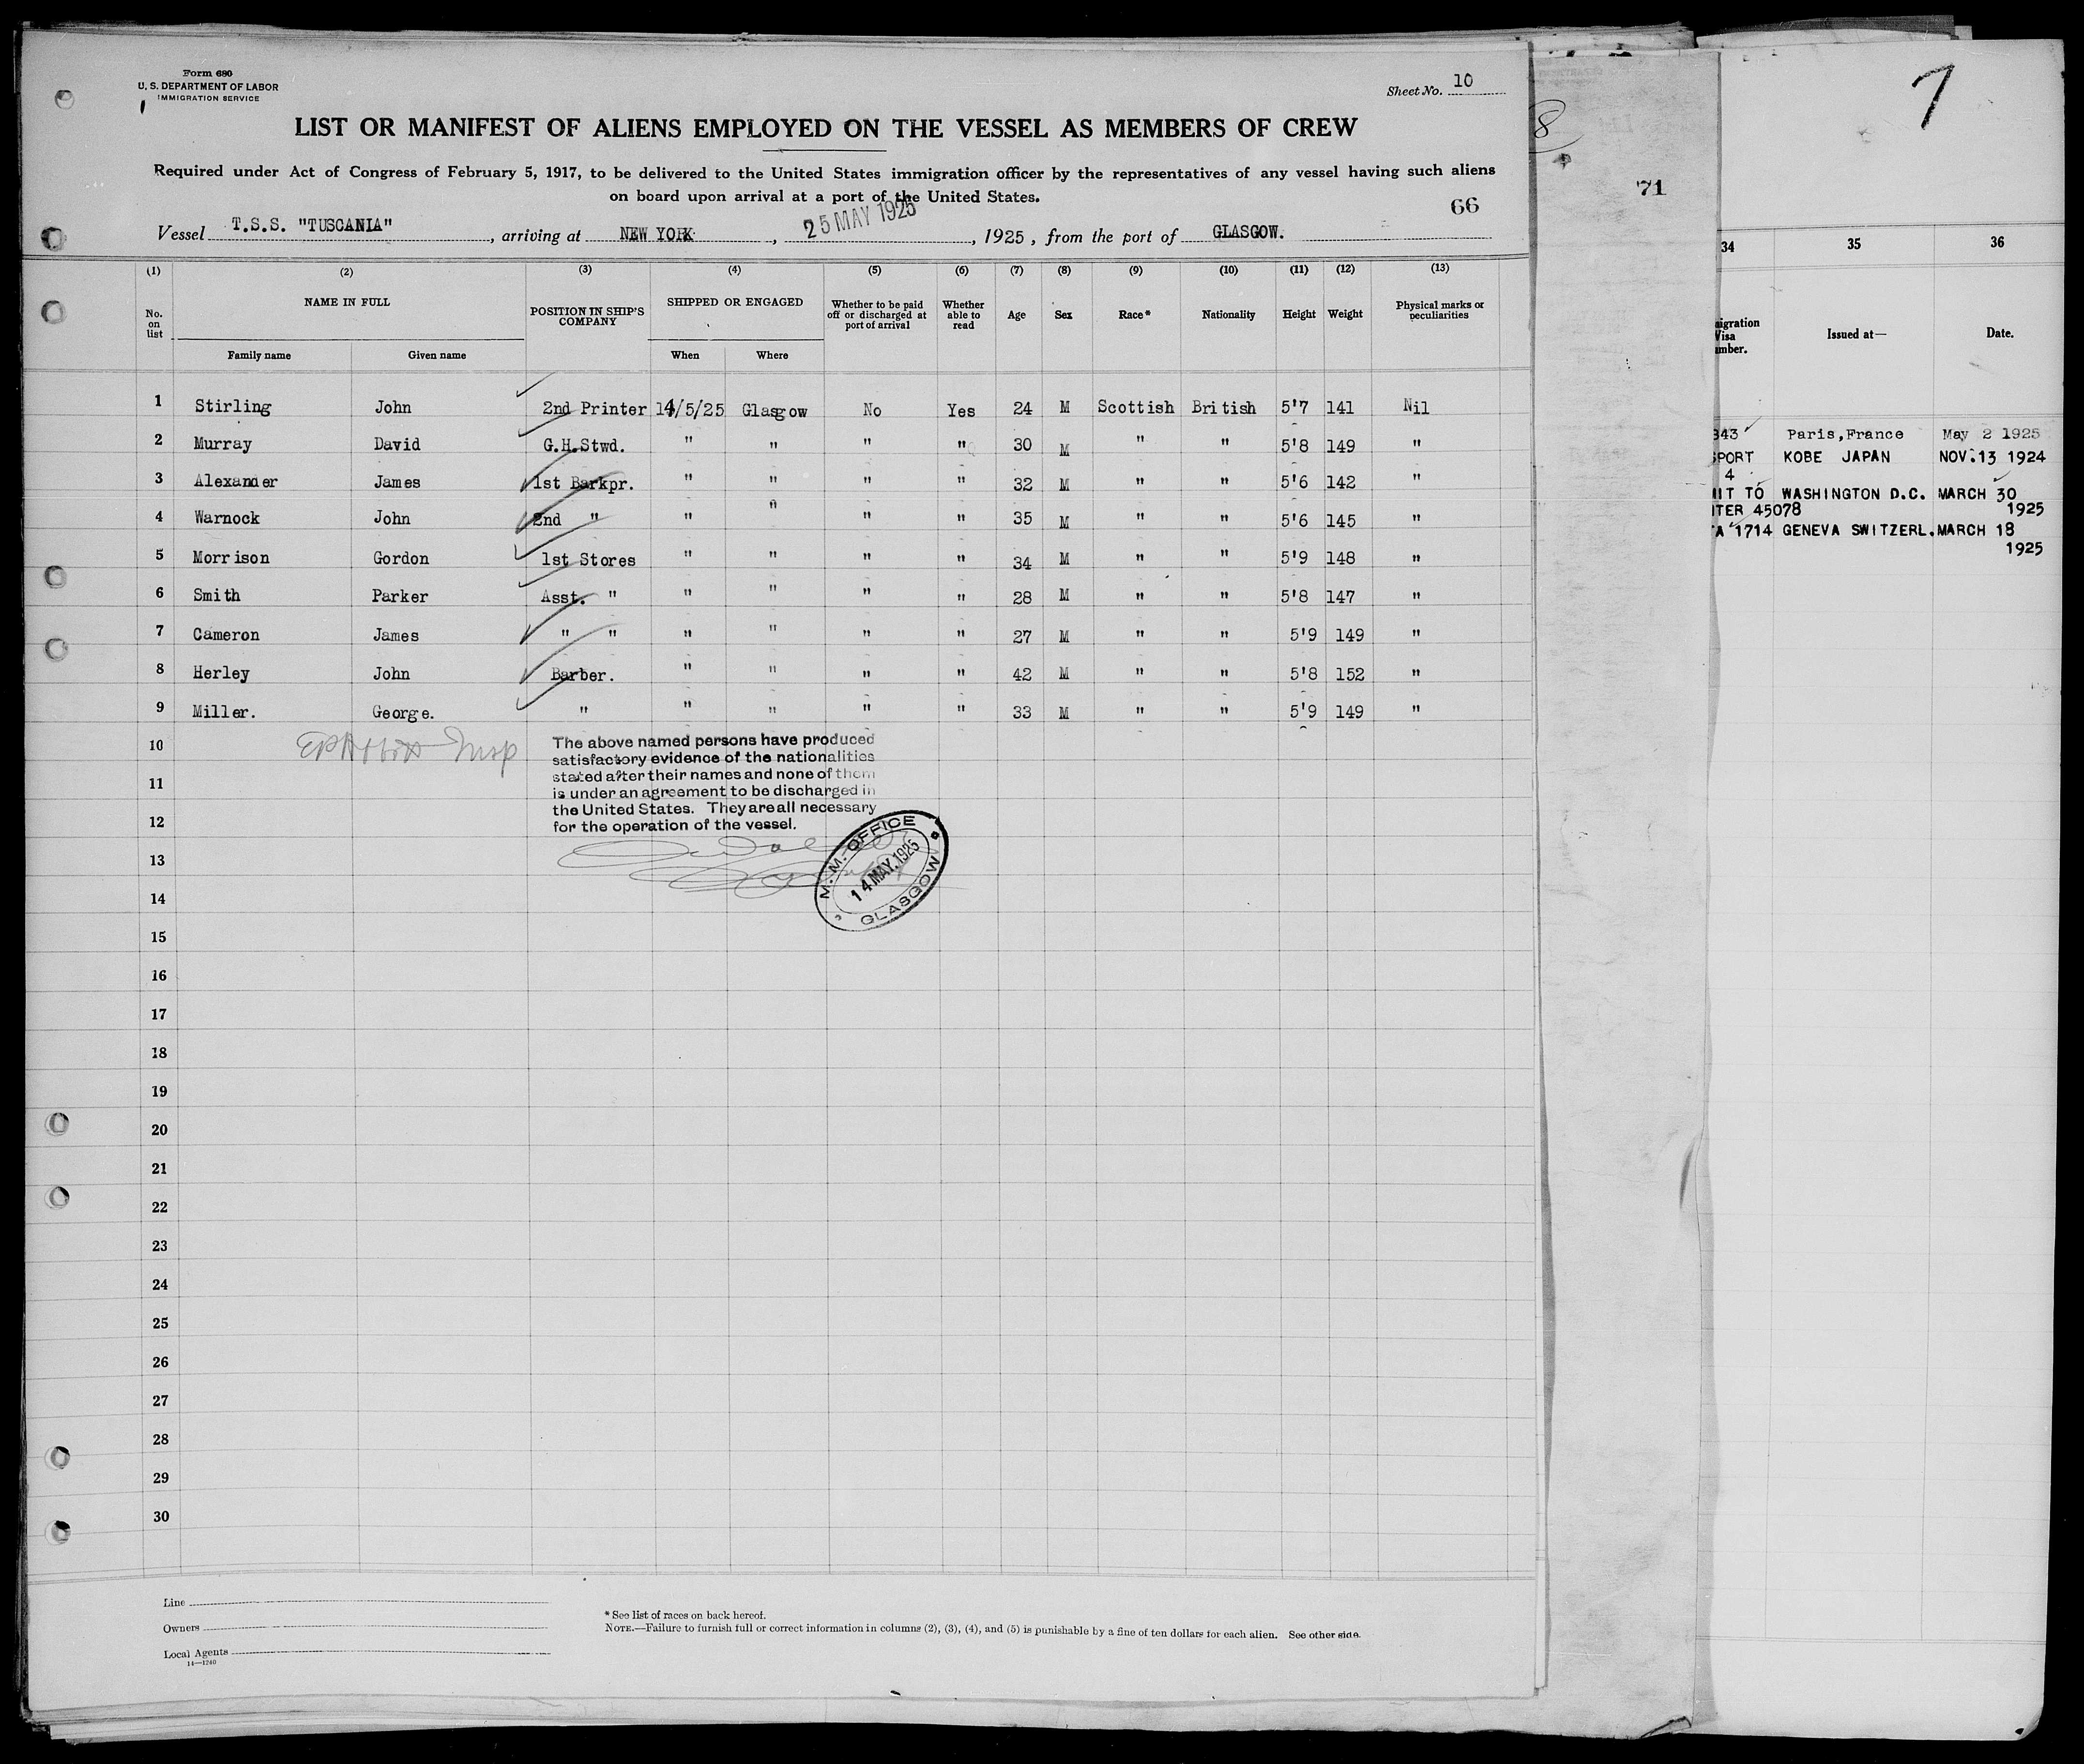 Form 680
U. S. DEPARTMENT OF LABOR
IMMIGRATION SERVICE
Sheet No. 10
LIST OR MANIFEST OF ALIENS EMPLOYED ON THE VESSEL AS MEMBERS OF CREW
Required under Act of Congress of February 5, 1917, to be delivered to the United States immigration officer by the representatives of any vessel having such aliens
on board upon arrival at a port of the United States.
66
Vessel T.S.S. "TUSCANIA", arriving at NEW YORK, 25 MAY 1925, 1925, from the port of GLASGOW.
(1) (2) (3) (4) (5) (6) (7) (8) (9) (10) (11) (12) (13)
No. on list NAME IN FULL Family name Given name POSITION IN SHIP'S COMPANY SHIPPED OR ENGAGED When Where Whether to be paid off or discharged at port of arrival Whether able to read Age Sex Race* Nationality Height Weight Physical marks or peculiarities
1 Stirling John 2nd Printer 14/5/25 Glasgow No Yes 24 M Scottish British 5'7 141 Nil
2 Murray David G.H.Stwd. " " " " 30 M " " 5'8 149 "
3 Alexander James 1st Barkpr. " " " " 32 M " " 5'6 142 "
4 Warnock John 2nd " " " " " 35 M " " 5'6 145 "
5 Morrison Gordon 1st Stores " " " " 34 M " " 5'9 148 "
6 Smith Parker Asst. " " " " " 28 M " " 5'8 147 "
7 Cameron James " " " " " " 27 M " " 5'9 149 "
8 Herley John Barber. " " " " 42 M " " 5'8 152 "
9 Miller. George. " " " " " 33 M " " 5'9 149 "
10
11
12
13
14
15
16
17
18
19
20
21
22
23
24
25
26
27
28
29
30
The above named persons have produced
satisfactory evidence of the nationalities
stated after their names and none of them
is under an agreement to be discharged in
the United States. They are all necessary
for the operation of the vessel.
M. M. OFFICE
14 MAY. 1925
GLASGOW
Line
Owners
Local Agents
14—1240
* See list of races on back hereof.
NOTE.—Failure to furnish full or correct information in columns (2), (3), (4), and (5) is punishable by a fine of ten dollars for each alien. See other side.
8
71
7
34 35 36
Issued at— Date.
343 Paris,France May 2 1925
PORT KOBE JAPAN NOV.13 1924
4
MIT TO WASHINGTON D.C. MARCH 30
NTER 45078 1925
A 1714 GENEVA SWITZERL. MARCH 18
1925